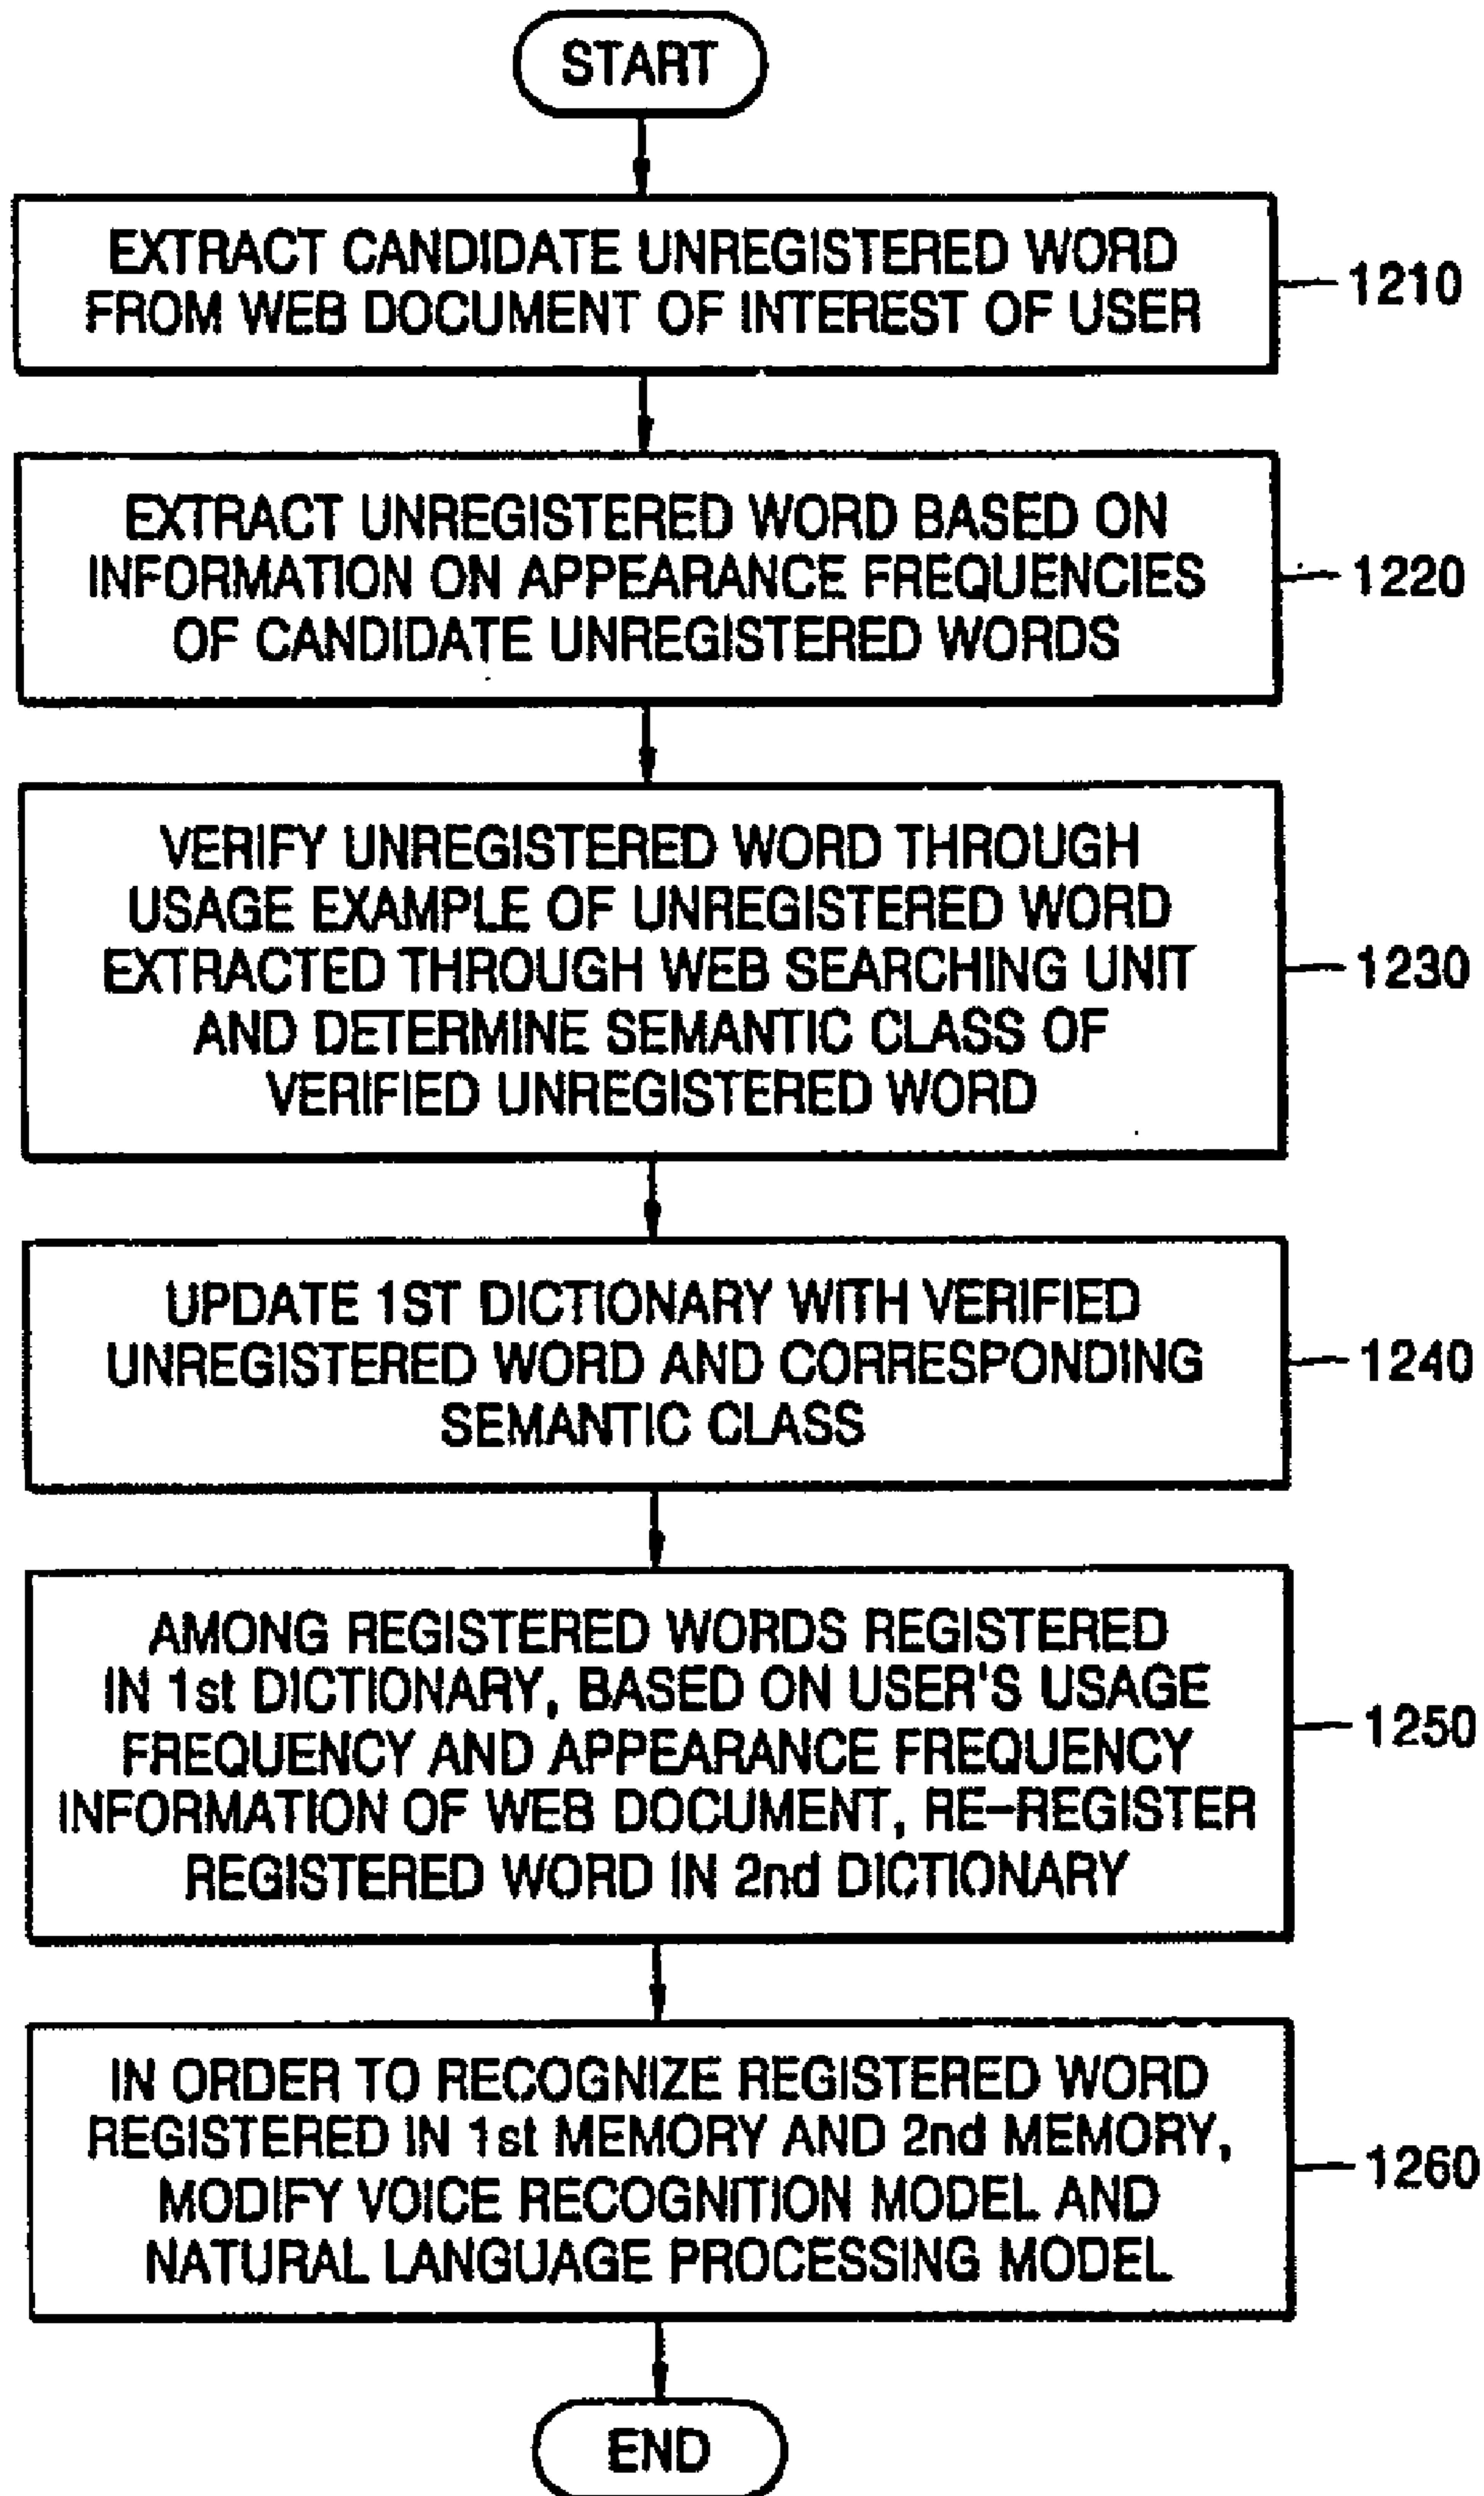 START
EXTRACT CANDIDATE UNREGISTERED WORD
FROM WEB DOCUMENT OF INTEREST OF USER
1210
EXTRACT UNREGISTERED WORD BASED ON
INFORMATION ON APPEARANCE FREQUENCIES
OF CANDIDATE UNREGISTERED WORDS
1220
VERIFY UNREGISTERED WORD THROUGH
USAGE EXAMPLE OF UNREGISTERED WORD
EXTRACTED THROUGH WEB SEARCHING UNIT
AND DETERMINE SEMANTIC CLASS OF
VERIFIED UNREGISTERED WORD
1230
UPDATE 1ST DICTIONARY WITH VERIFIED
UNREGISTERED WORD AND CORRESPONDING
SEMANTIC CLASS
1240
AMONG REGISTERED WORDS REGISTERED
IN 1st DICTIONARY, BASED ON USER'S USAGE
FREQUENCY AND APPEARANCE FREQUENCY
INFORMATION OF WEB DOCUMENT, RE-REGISTER
REGISTERED WORD IN 2nd DICTIONARY
1250
IN ORDER TO RECOGNIZE REGISTERED WORD
REGISTERED IN 1st MEMORY AND 2nd MEMORY,
MODIFY VOICE RECOGNITION MODEL AND
NATURAL LANGUAGE PROCESSING MODEL
1260
END